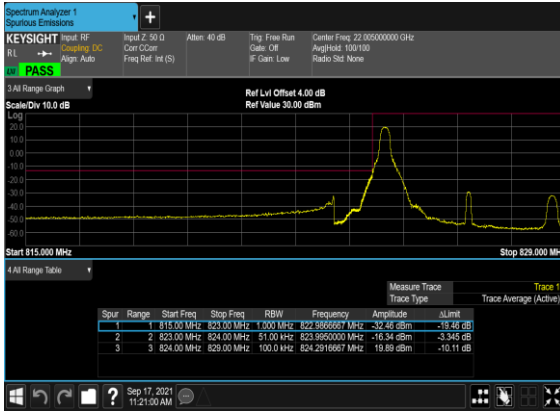 Spectrum Analyzer 1
Spurious Emissions
+
KEYSIGHT Input: RF Input Z: 50 Ω Atten: 40 dB Trig: Free Run Center Freq: 22.005000000 GHz
RL Coupling: DC Corr CCorr Gate: Off Avg|Hold: 100/100
Align: Auto Freq Ref: Int (S) IF Gain: Low Radio Std: None
PASS
3 All Range Graph
Ref Lvl Offset 4.00 dB
Scale/Div 10.0 dB Ref Value 30.00 dBm
Log
20.0
10.0
0.00
-10.0
-20.0
-30.0
-40.0
-50.0
-60.0
Start 815.000 MHz Stop 829.000 MH
4 All Range Table
Measure Trace Trace 1
Trace Type Trace Average (Active)
Spur Range Start Freq Stop Freq RBW Frequency Amplitude ΔLimit
1 1 815.00 MHz 823.00 MHz 1.000 MHz 822.9866667 MHz -32.46 dBm -19.46 dB
2 2 823.00 MHz 824.00 MHz 51.00 kHz 823.9950000 MHz -16.34 dBm -3.345 dB
3 3 824.00 MHz 829.00 MHz 100.0 kHz 824.2916667 MHz 19.89 dBm -10.11 dB
?
Sep 17, 2021
11:21:00 AM